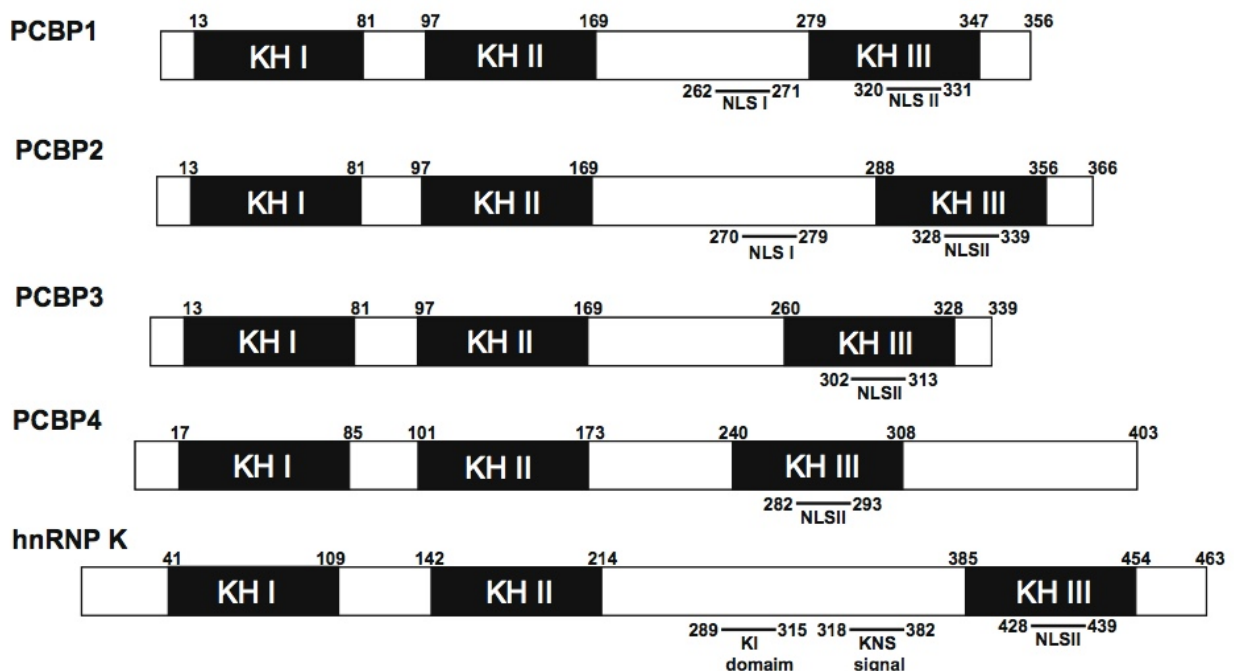 PCBP1
13 81 97 169 279 347 356
KH I KH II KH III
262 271 320 331
NLS I NLS II
PCBP2
13 81 97 169 288 356 366
KH I KH II KH III
270 279 328 339
NLS I NLSII
PCBP3
13 81 97 169 260 328 339
KH I KH II KH III
302 313
NLSII
PCBP4
17 85 101 173 240 308 403
KH I KH II KH III
282 293
NLSII
hnRNP K
41 109 142 214 385 454 463
KH I KH II KH III
289 315 318 382 428 439
KI KNS NLSII
domaim signal